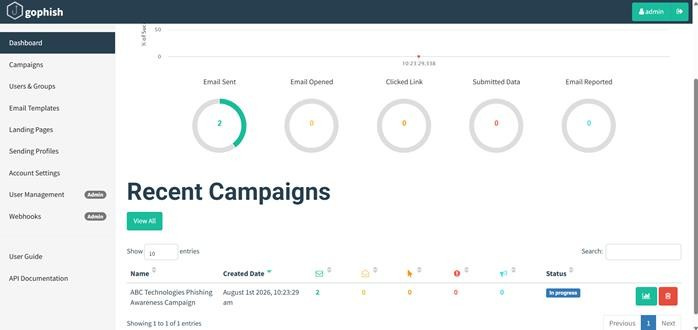 gophish
admin
Dashboard
Campaigns
Users & Groups
Email Templates
Landing Pages
Sending Profiles
Account Settings
User Management Admin
Webhooks Admin
User Guide
API Documentation
% of Suc
50
0
10:23:29.338
Email Sent Email Opened Clicked Link Submitted Data Email Reported
2 0 0 0 0
Recent Campaigns
View All
Show 10 entries Search:
Name Created Date Status
ABC Technologies Phishing August 1st 2026, 10:23:29 2 0 0 0 0 In progress
Awareness Campaign am
Showing 1 to 1 of 1 entries Previous 1 Next